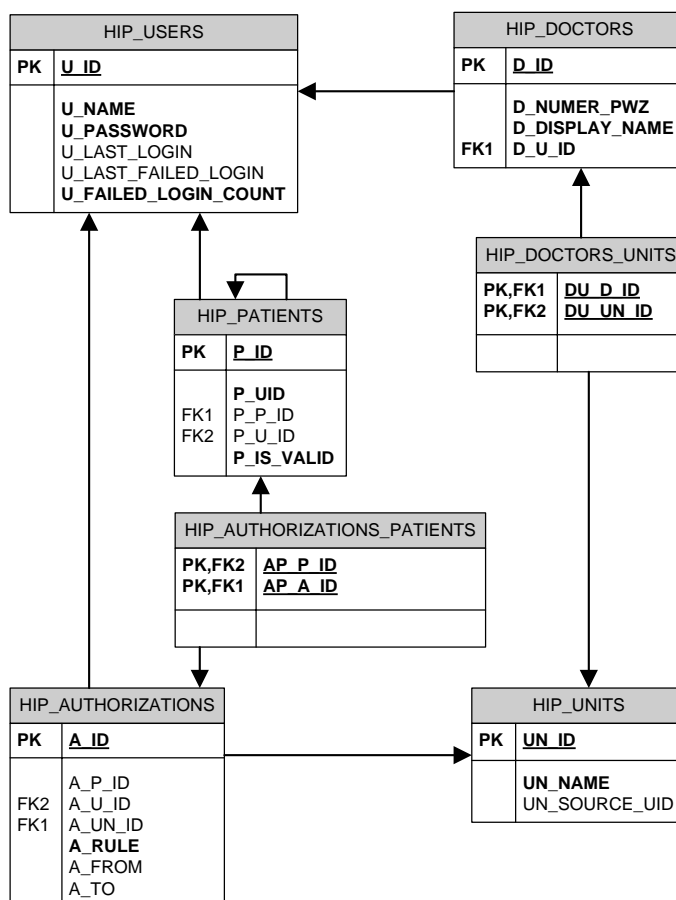 HIP_USERS
PK U_ID
U_NAME
U_PASSWORD
U_LAST_LOGIN
U_LAST_FAILED_LOGIN
U_FAILED_LOGIN_COUNT
HIP_DOCTORS
PK D_ID
D_NUMER_PWZ
D_DISPLAY_NAME
FK1 D_U_ID
HIP_DOCTORS_UNITS
PK,FK1 DU_D_ID
PK,FK2 DU_UN_ID
HIP_PATIENTS
PK P_ID
P_UID
FK1 P_P_ID
FK2 P_U_ID
P_IS_VALID
HIP_AUTHORIZATIONS_PATIENTS
PK,FK2 AP_P_ID
PK,FK1 AP_A_ID
HIP_AUTHORIZATIONS
PK A_ID
A_P_ID
FK2 A_U_ID
FK1 A_UN_ID
A_RULE
A_FROM
A_TO
HIP_UNITS
PK UN_ID
UN_NAME
UN_SOURCE_UID